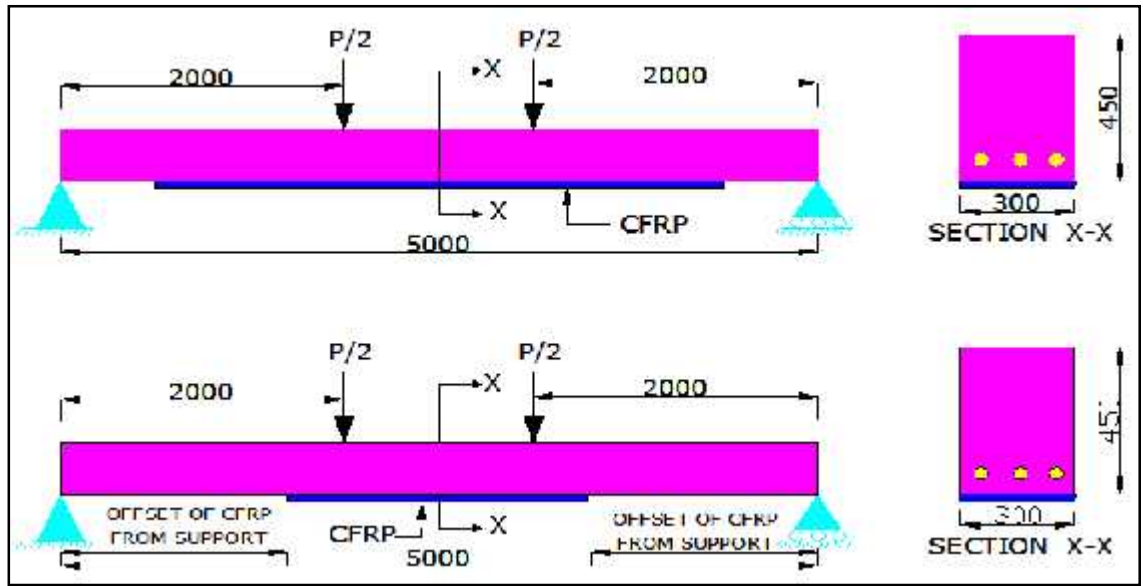 P/2
P/2
2000
X
2000
X
CFRP
5000
450
300
SECTION X-X
P/2
P/2
2000
X
2000
OFFSET OF CFRP
FROM SUPPORT
CFRP
X
OFFSET OF CFRP
FROM SUPPORT
5000
300
SECTION X-X